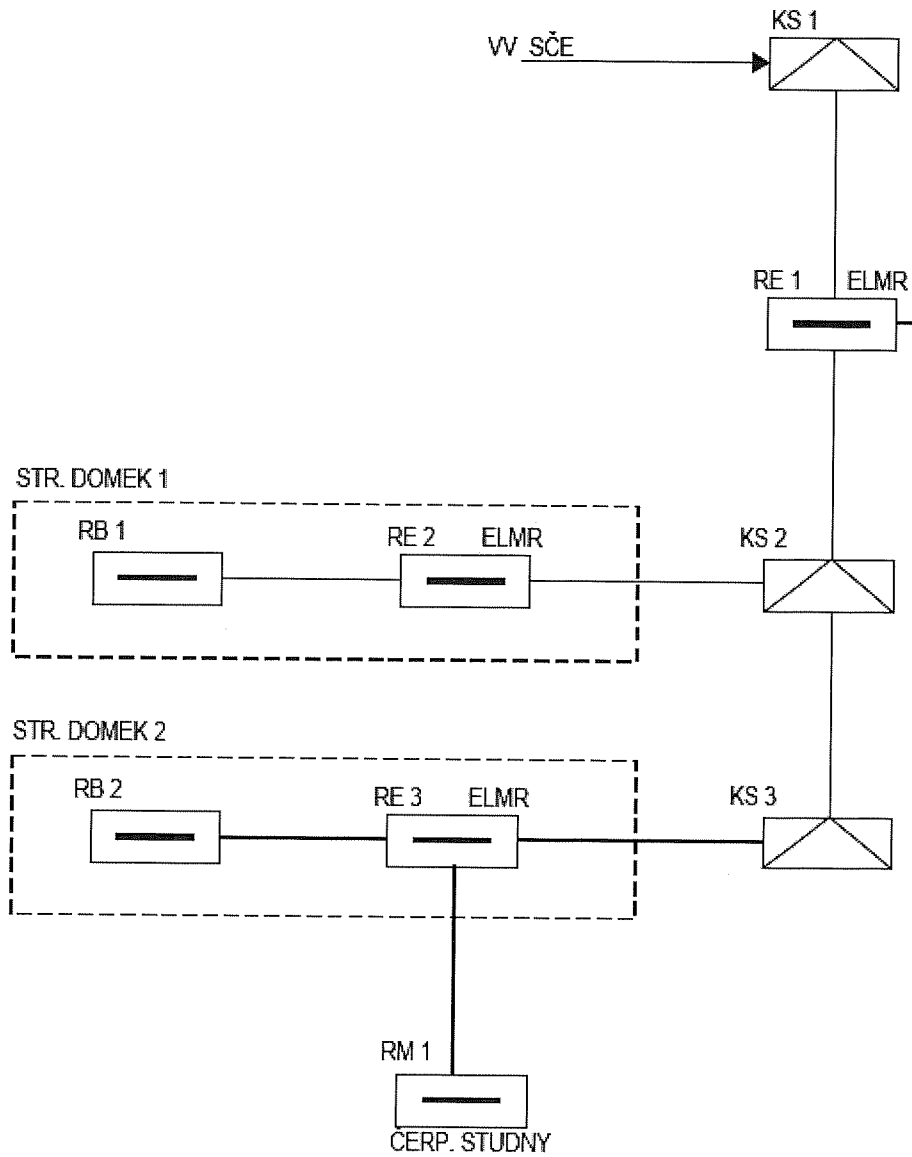 KS 1
VV SČE
RE 1 ELMR
STR. DOMEK 1
RB 1 RE 2 ELMR KS 2
STR. DOMEK 2
RB 2 RE 3 ELMR KS 3
RM 1
ČERP. STUDNY